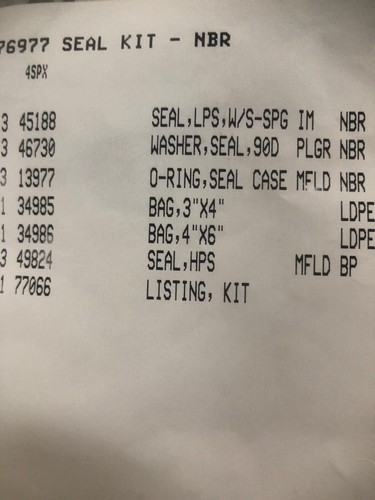 76977 SEAL KIT - NBR
4SPX
3 45188 SEAL,LPS,W/S-SPG IM NBR
3 46730 WASHER,SEAL,90D PLGR NBR
3 13977 O-RING,SEAL CASE MFLD NBR
1 34985 BAG,3"X4" LDPE
1 34986 BAG,4"X6" LDPE
3 49824 SEAL,HPS MFLD BP
1 77066 LISTING, KIT